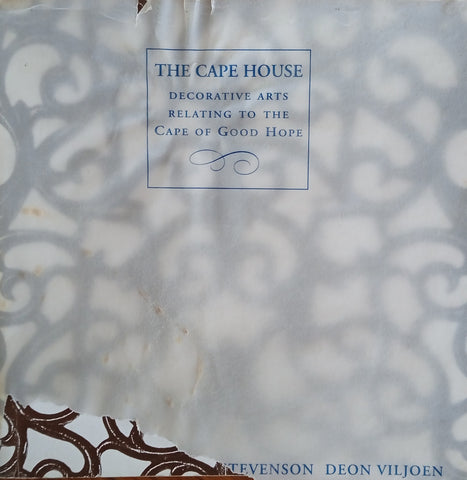 THE CAPE HOUSE
DECORATIVE ARTS
RELATING TO THE
CAPE OF GOOD HOPE
TEVENSON DEON VILJOEN